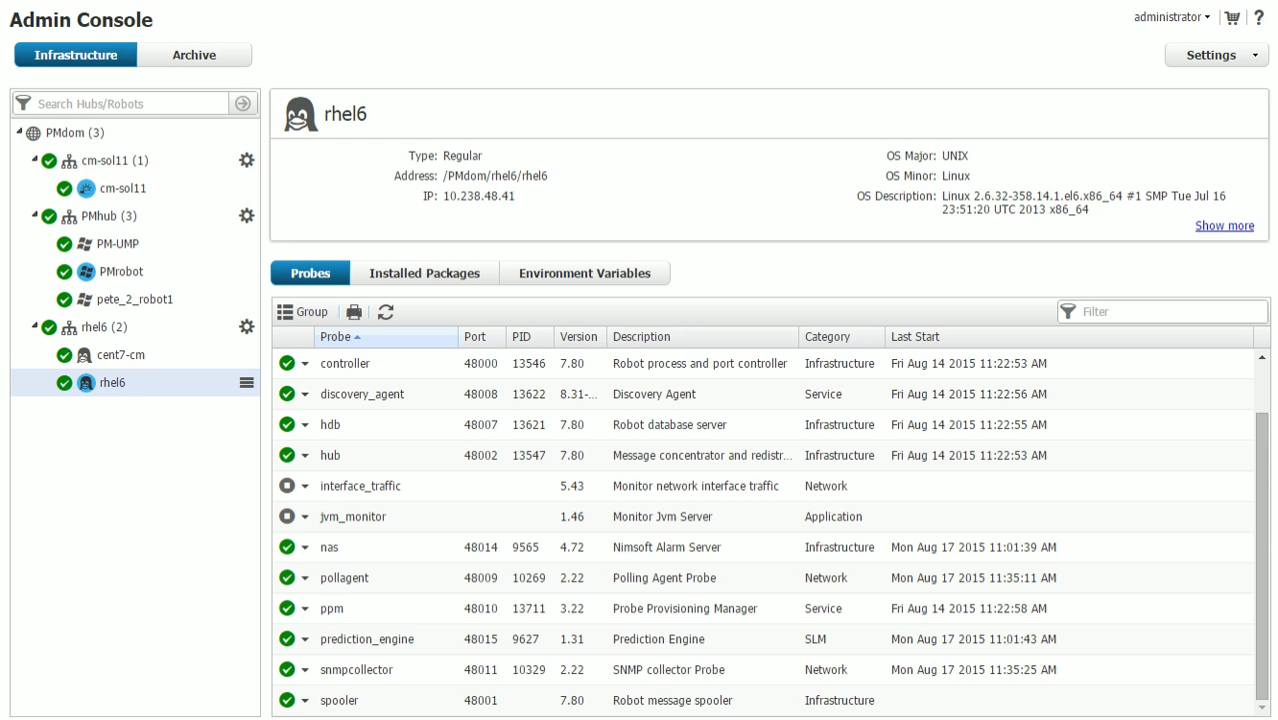 Admin Console
administrator
?
Infrastructure
Archive
Settings
Search Hubs/Robots
PMdom (3)
cm-sol11 (1)
cm-sol11
PMhub (3)
PM-UMP
PMrobot
pete_2_robot1
rhel6 (2)
cent7-cm
rhel6
rhel6
Type: Regular
Address: /PMdom/rhel6/rhel6
IP: 10.238.48.41
OS Major: UNIX
OS Minor: Linux
OS Description: Linux 2.6.32-358.14.1.el6.x86_64 #1 SMP Tue Jul 16
23:51:20 UTC 2013 x86_64
Show more
Probes Installed Packages Environment Variables
Group Filter
Probe Port PID Version Description Category Last Start
controller 48000 13546 7.80 Robot process and port controller Infrastructure Fri Aug 14 2015 11:22:53 AM
discovery_agent 48008 13622 8.31-... Discovery Agent Service Fri Aug 14 2015 11:22:56 AM
hdb 48007 13621 7.80 Robot database server Infrastructure Fri Aug 14 2015 11:22:55 AM
hub 48002 13547 7.80 Message concentrator and redistr... Infrastructure Fri Aug 14 2015 11:22:53 AM
interface_traffic 5.43 Monitor network interface traffic Network
jvm_monitor 1.46 Monitor Jvm Server Application
nas 48014 9565 4.72 Nimsoft Alarm Server Infrastructure Mon Aug 17 2015 11:01:39 AM
pollagent 48009 10269 2.22 Polling Agent Probe Network Mon Aug 17 2015 11:35:11 AM
ppm 48010 13711 3.22 Probe Provisioning Manager Service Fri Aug 14 2015 11:22:58 AM
prediction_engine 48015 9627 1.31 Prediction Engine SLM Mon Aug 17 2015 11:01:43 AM
snmpcollector 48011 10329 2.22 SNMP collector Probe Network Mon Aug 17 2015 11:35:25 AM
spooler 48001 7.80 Robot message spooler Infrastructure